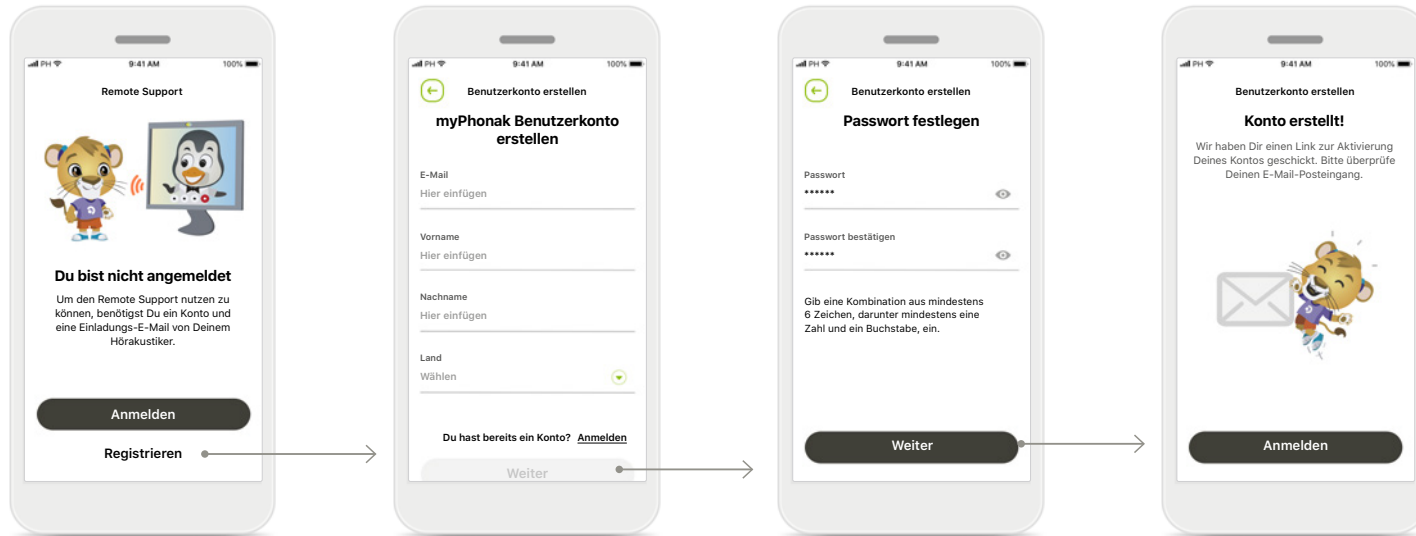 PH 9:41 AM 100%
Remote Support
Du bist nicht angemeldet
Um den Remote Support nutzen zu
können, benötigst Du ein Konto und
eine Einladungs-E-Mail von Deinem
Hörakustiker.
Anmelden
Registrieren
PH 9:41 AM 100%
Benutzerkonto erstellen
myPhonak Benutzerkonto
erstellen
E-Mail
Hier einfügen
Vorname
Hier einfügen
Nachname
Hier einfügen
Land
Wählen
Du hast bereits ein Konto? Anmelden
Weiter
PH 9:41 AM 100%
Benutzerkonto erstellen
Passwort festlegen
Passwort
******
Passwort bestätigen
******
Gib eine Kombination aus mindestens
6 Zeichen, darunter mindestens eine
Zahl und ein Buchstabe, ein.
Weiter
PH 9:41 AM 100%
Benutzerkonto erstellen
Konto erstellt!
Wir haben Dir einen Link zur Aktivierung
Deines Kontos geschickt. Bitte überprüfe
Deinen E-Mail-Posteingang.
Anmelden